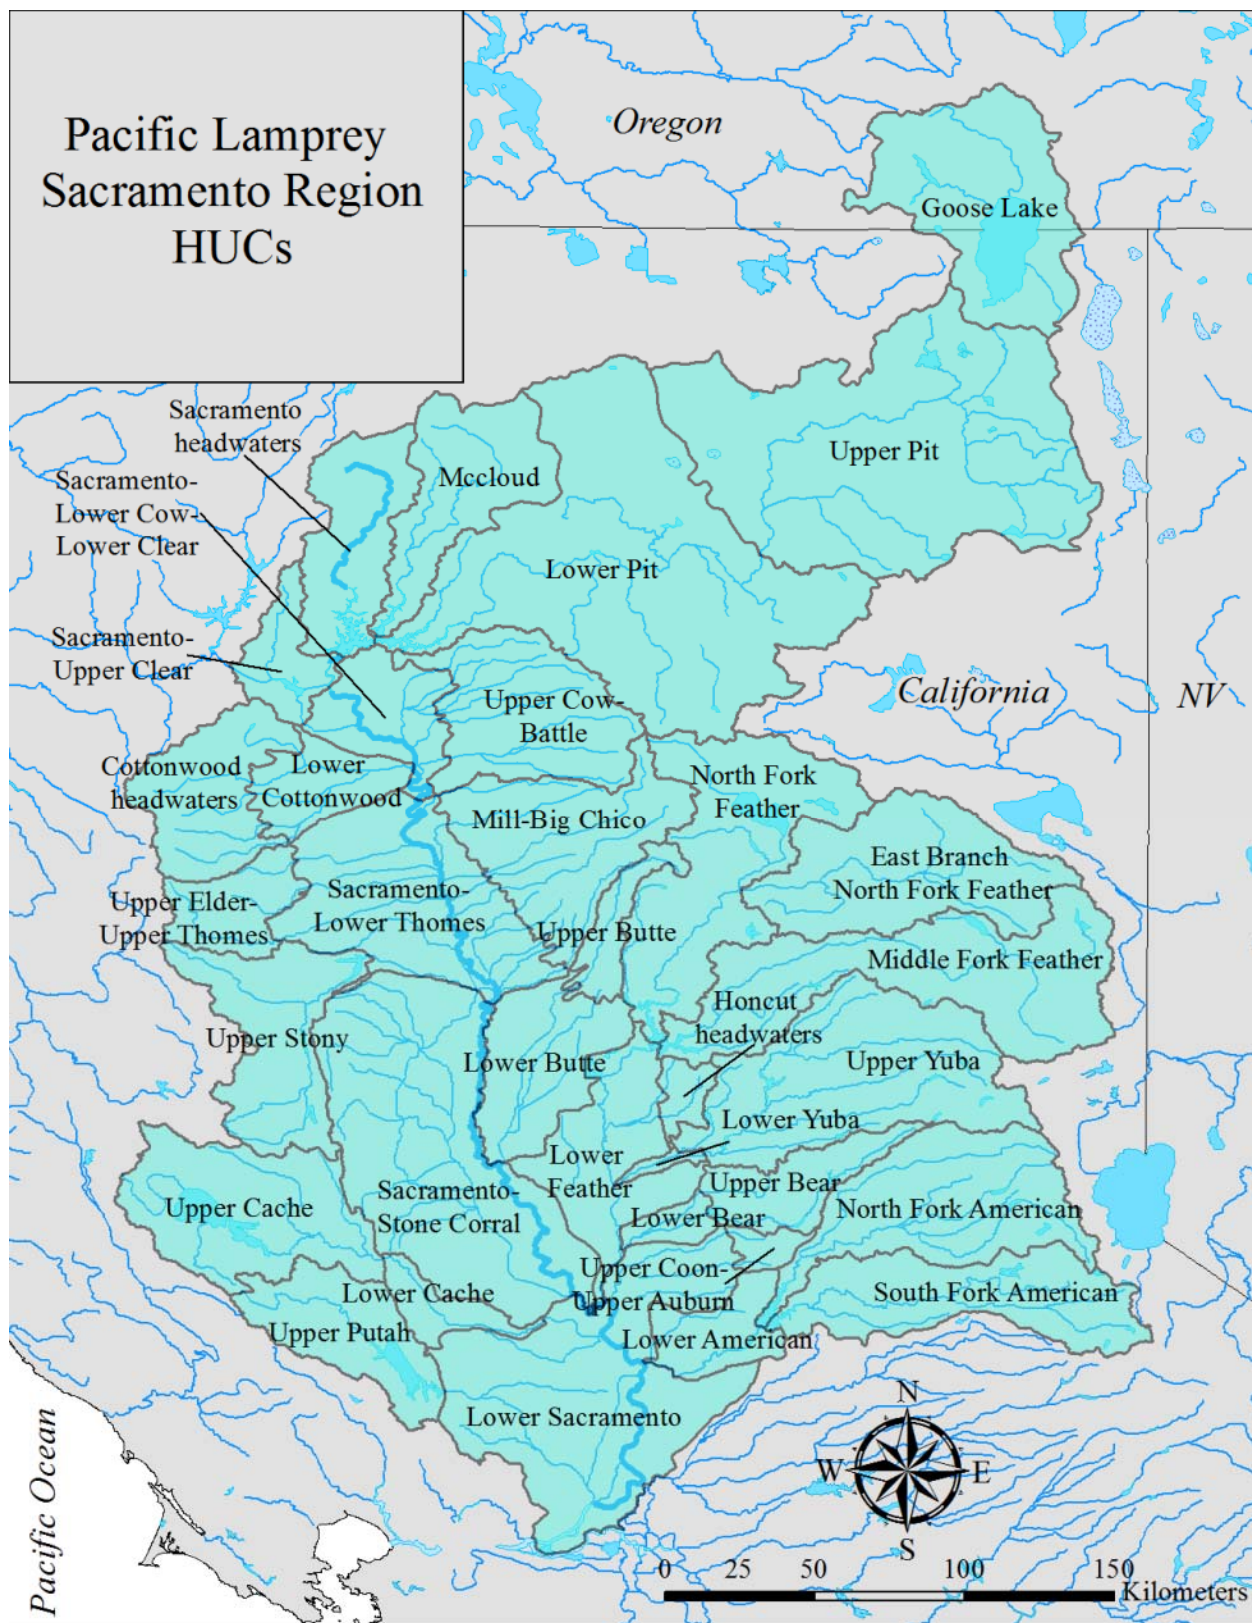 Pacific Lamprey
Sacramento Region
HUCs
Oregon
Goose Lake
Sacramento
headwaters
Mccloud
Upper Pit
Sacramento-
Lower Cow-
Lower Clear
Lower Pit
Sacramento-
Upper Clear
California
NV
Upper Cow-
Battle
Cottonwood
headwaters
Lower
Cottonwood
North Fork
Feather
Mill-Big Chico
East Branch
North Fork Feather
Upper Elder-
Upper Thomes
Sacramento-
Lower Thomes
Upper Butte
Middle Fork Feather
Honcut
headwaters
Upper Stony
Lower Butte
Upper Yuba
Lower Yuba
Lower
Feather
Upper Bear
Upper Cache
Sacramento-
Stone Corral
Lower Bear
North Fork American
Upper Coon-
Upper Auburn
South Fork American
Lower Cache
Upper Putah
Lower American
Lower Sacramento
Pacific Ocean
N
W
E
S
0 25 50 100 150
Kilometers